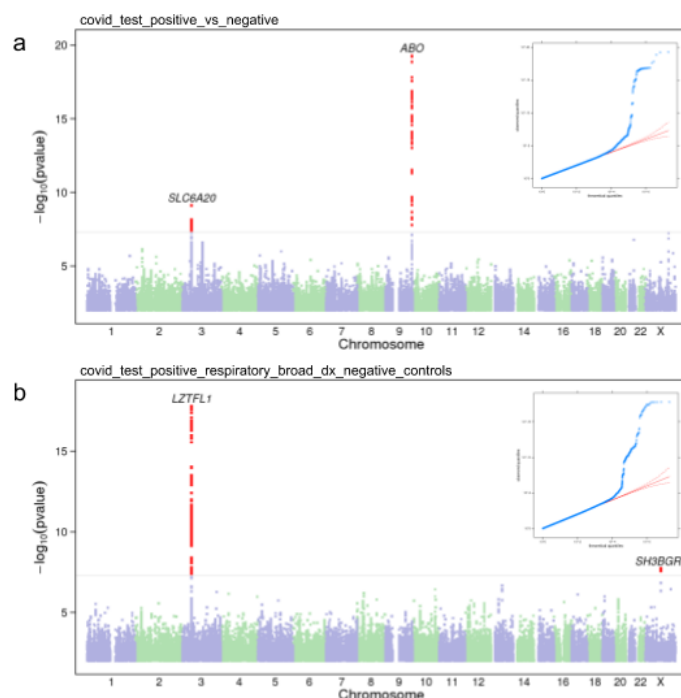 covid_test_positive_vs_negative
a
ABO
20
15
10
5
SLC6A20
−log10(pvalue)
1 2 3 4 5 6 7 8 9 10 11 12 14 16 18 20 22 X
Chromosome
covid_test_positive_respiratory_broad_dx_negative_controls
b
LZTFL1
15
10
5
SH3BGR
−log10(pvalue)
1 2 3 4 5 6 7 8 9 10 11 12 14 16 18 20 22 X
Chromosome